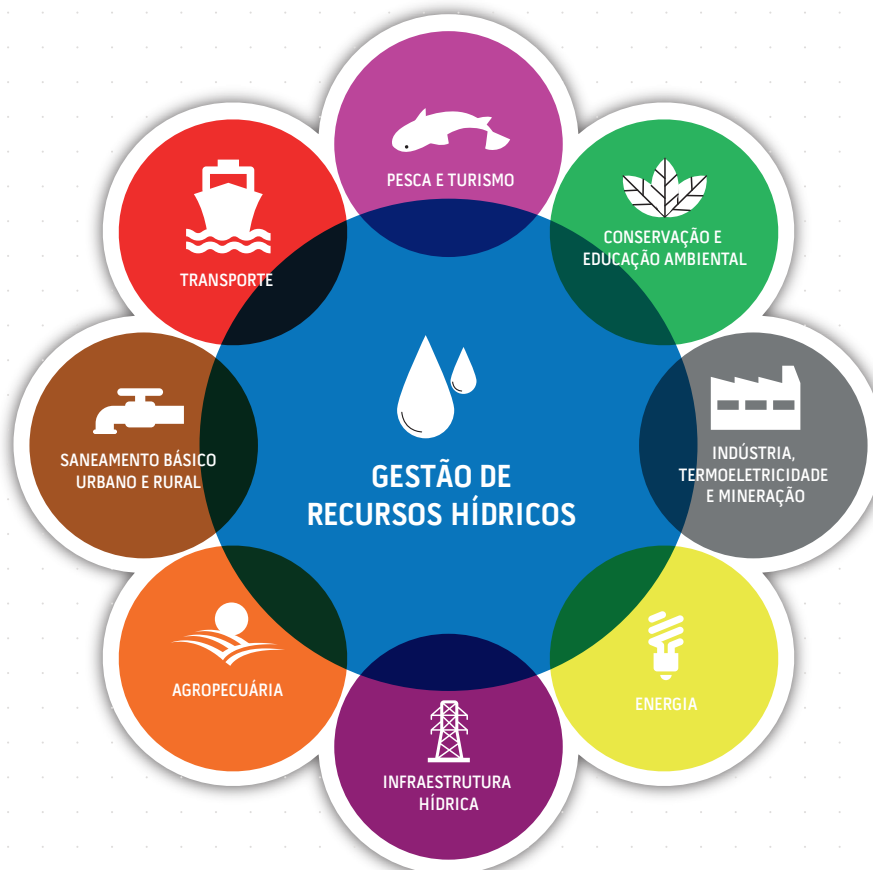 PESCA E TURISMO
CONSERVAÇÃO E
EDUCAÇÃO AMBIENTAL
TRANSPORTE
INDÚSTRIA,
TERMOELETRICIDADE
E MINERAÇÃO
SANEAMENTO BÁSICO
URBANO E RURAL
GESTÃO DE
RECURSOS HÍDRICOS
AGROPECUÁRIA
ENERGIA
INFRAESTRUTURA
HÍDRICA